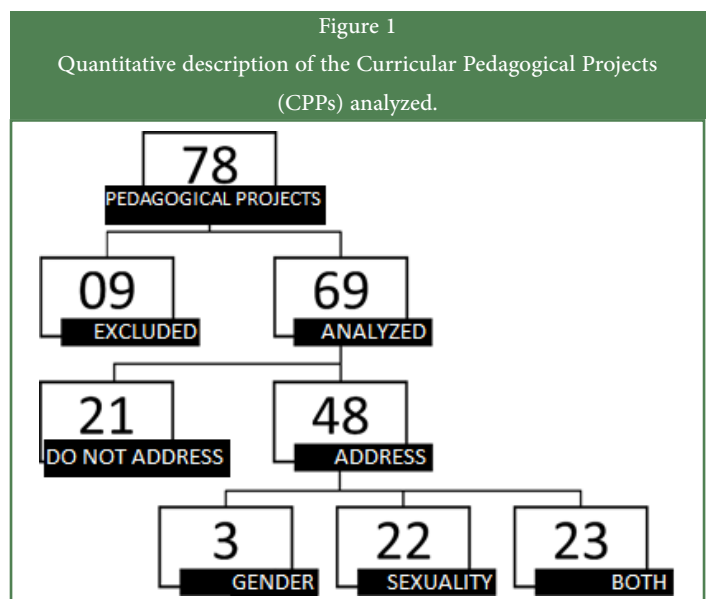 Figure 1
Quantitative description of the Curricular Pedagogical Projects
(CPPs) analyzed.
78
PEDAGOGICAL PROJECTS
09
EXCLUDED
69
ANALYZED
21
DO NOT ADDRESS
48
ADDRESS
3
GENDER
22
SEXUALITY
23
BOTH